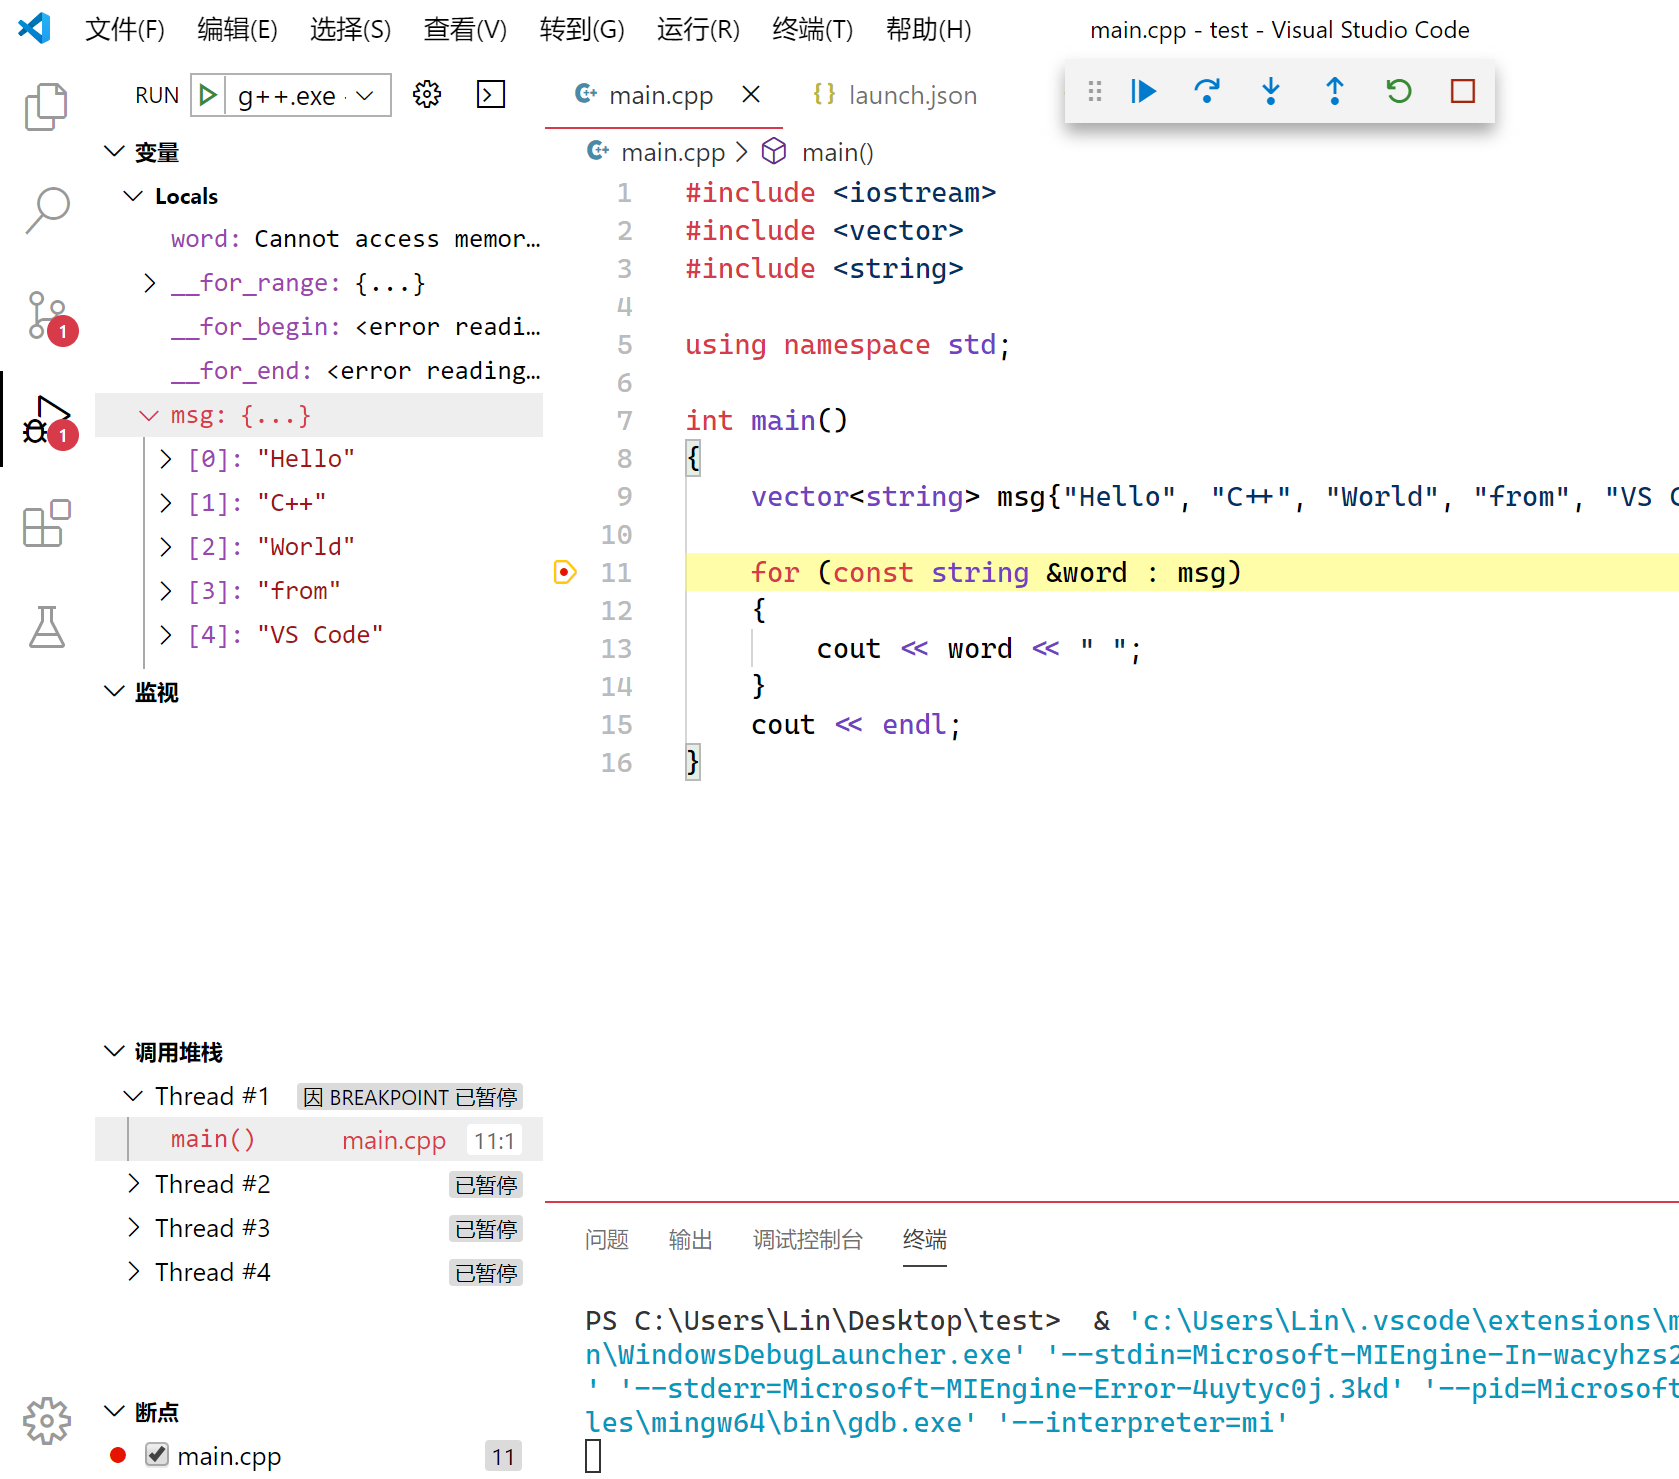 文件(F) 编辑(E) 选择(S) 查看(V) 转到(G) 运行(R) 终端(T) 帮助(H) main.cpp - test - Visual Studio Code
RUN g++.exe
main.cpp launch.json
main.cpp main()
变量
Locals
word: Cannot access memor…
__for_range: {...}
__for_begin: <error readi…
__for_end: <error reading…
msg: {...}
[0]: "Hello"
[1]: "C++"
[2]: "World"
[3]: "from"
[4]: "VS Code"
监视
1
1
1 #include <iostream>
2 #include <vector>
3 #include <string>
4
5 using namespace std;
6
7 int main()
8 {
9 vector<string> msg{"Hello", "C++", "World", "from", "VS C
10
11 for (const string &word : msg)
12 {
13 cout << word << " ";
14 }
15 cout << endl;
16 }
调用堆栈
Thread #1 因 BREAKPOINT 已暂停
main() main.cpp 11:1
Thread #2 已暂停
Thread #3 已暂停
Thread #4 已暂停
断点
main.cpp 11
问题 输出 调试控制台 终端
PS C:\Users\Lin\Desktop\test> & 'c:\Users\Lin\.vscode\extensions\m
n\WindowsDebugLauncher.exe' '--stdin=Microsoft-MIEngine-In-wacyhzs2
' '--stderr=Microsoft-MIEngine-Error-4uytyc0j.3kd' '--pid=Microsoft
les\mingw64\bin\gdb.exe' '--interpreter=mi'